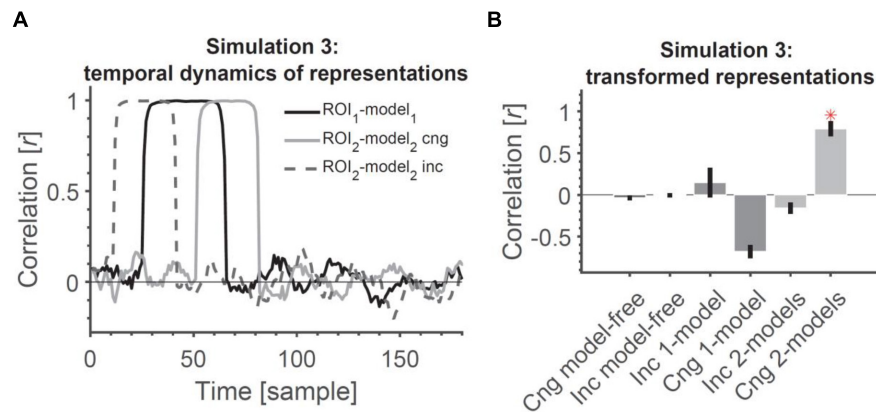 A
Simulation 3:
temporal dynamics of representations
Correlation [r]
1
0.5
0
ROI1-model1
ROI2-model2 cng
ROI2-model2 inc
0
50
100
150
Time [sample]
B
Simulation 3:
transformed representations
Correlation [r]
1
0.5
0
-0.5
*
Cng model-free
Inc model-free
Inc 1-model
Cng 1-model
Inc 2-models
Cng 2-models